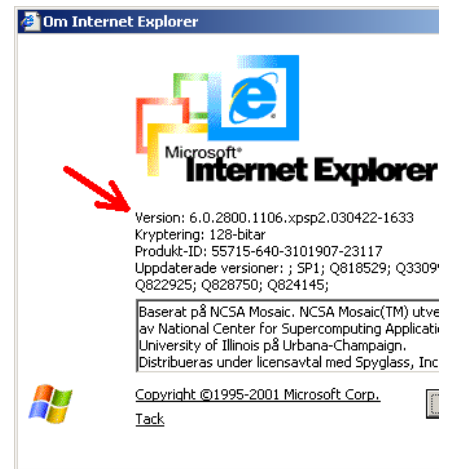 Om Internet Explorer
Microsoft®
Internet Explorer
Version: 6.0.2800.1106.xpsp2.030422-1633
Kryptering: 128-bitar
Produkt-ID: 55715-640-3101907-23117
Uppdaterade versioner: ; SP1; Q818529; Q3309
Q822925; Q828750; Q824145;
Baserat på NCSA Mosaic. NCSA Mosaic(TM) utve
av National Center for Supercomputing Applicati
University of Illinois på Urbana-Champaign.
Distribueras under licensavtal med Spyglass, Inc
Copyright ©1995-2001 Microsoft Corp.
Tack